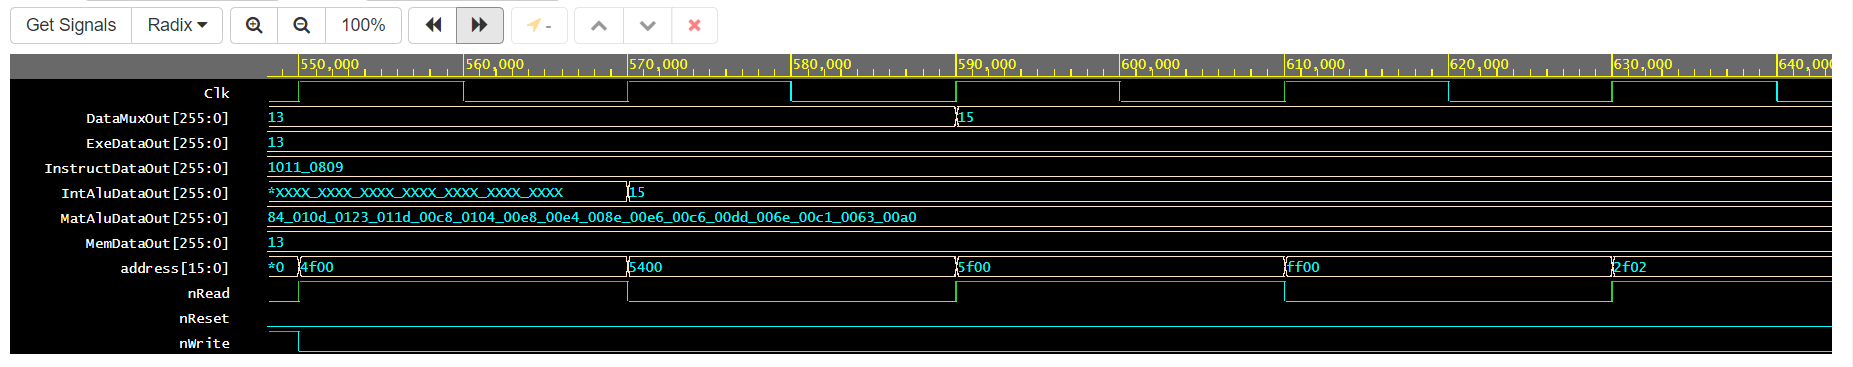 Get Signals Radix 100% -
550,000 560,000 570,000 580,000 590,000 600,000 610,000 620,000 630,000 640,000
Clk
DataMuxOut[255:0] 13 15
ExeDataOut[255:0] 13
InstructDataOut[255:0] 1011_0809
IntAluDataOut[255:0] *XXXX_XXXX_XXXX_XXXX_XXXX_XXXX_XXXX 15
MatAluDataOut[255:0] 84_010d_0123_011d_00c8_0104_00e8_00e4_008e_00e6_00c6_00dd_006e_00c1_0063_00a0
MemDataOut[255:0] 13
address[15:0] *0 4f00 5400 5f00 ff00 2f02
nRead
nReset
nWrite